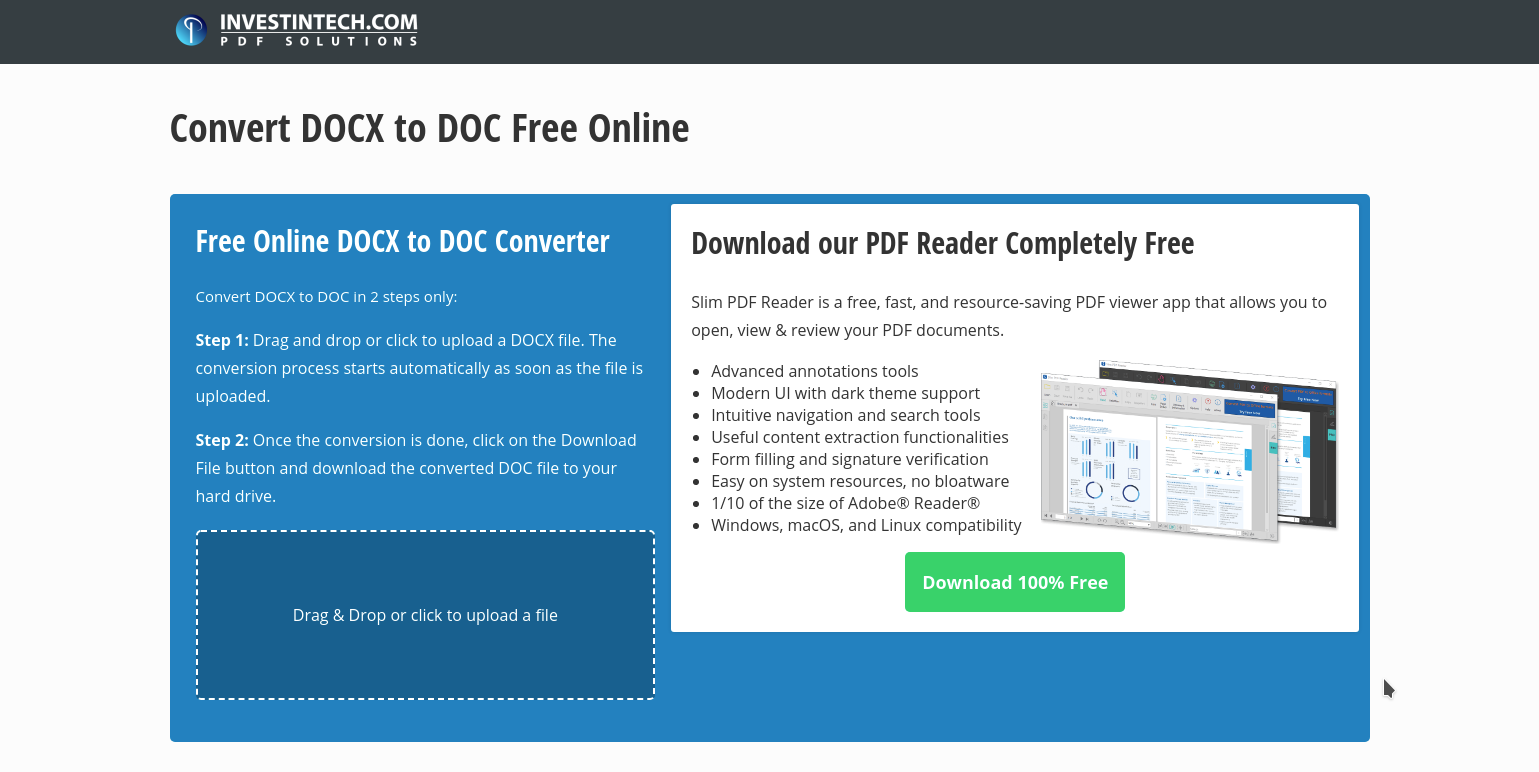 INVESTINTECH.COM
PDF SOLUTIONS
Convert DOCX to DOC Free Online
Free Online DOCX to DOC Converter
Convert DOCX to DOC in 2 steps only:
Step 1: Drag and drop or click to upload a DOCX file. The
conversion process starts automatically as soon as the file is
uploaded.
Step 2: Once the conversion is done, click on the Download
File button and download the converted DOC file to your
hard drive.
Drag & Drop or click to upload a file
Download our PDF Reader Completely Free
Slim PDF Reader is a free, fast, and resource-saving PDF viewer app that allows you to
open, view & review your PDF documents.
Advanced annotations tools
Modern UI with dark theme support
Intuitive navigation and search tools
Useful content extraction functionalities
Form filling and signature verification
Easy on system resources, no bloatware
1/10 of the size of Adobe® Reader®
Windows, macOS, and Linux compatibility
Download 100% Free